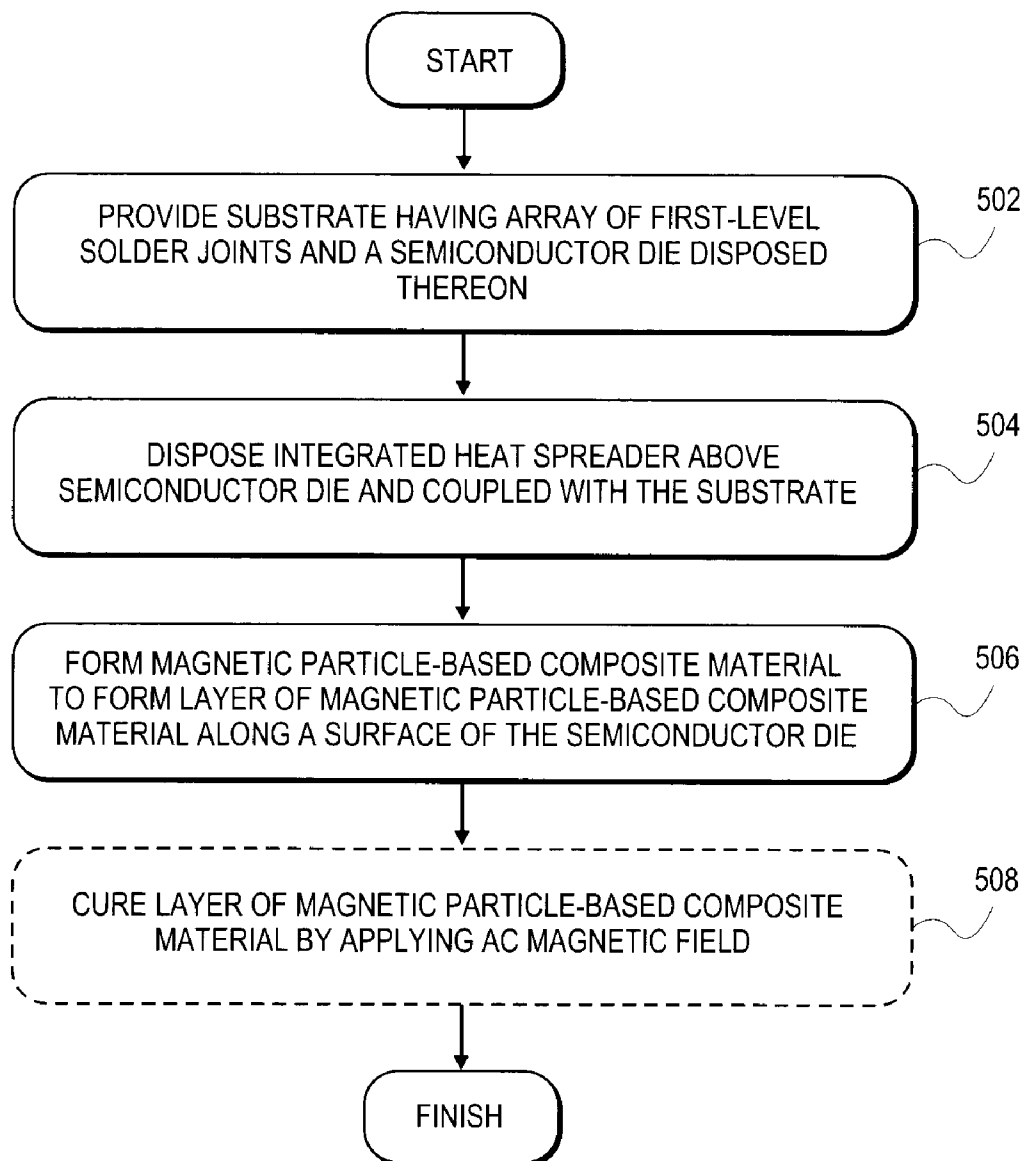 START
PROVIDE SUBSTRATE HAVING ARRAY OF FIRST-LEVEL
SOLDER JOINTS AND A SEMICONDUCTOR DIE DISPOSED
THEREON
502
DISPOSE INTEGRATED HEAT SPREADER ABOVE
SEMICONDUCTOR DIE AND COUPLED WITH THE SUBSTRATE
504
FORM MAGNETIC PARTICLE-BASED COMPOSITE MATERIAL
TO FORM LAYER OF MAGNETIC PARTICLE-BASED COMPOSITE
MATERIAL ALONG A SURFACE OF THE SEMICONDUCTOR DIE
506
CURE LAYER OF MAGNETIC PARTICLE-BASED COMPOSITE
MATERIAL BY APPLYING AC MAGNETIC FIELD
508
FINISH